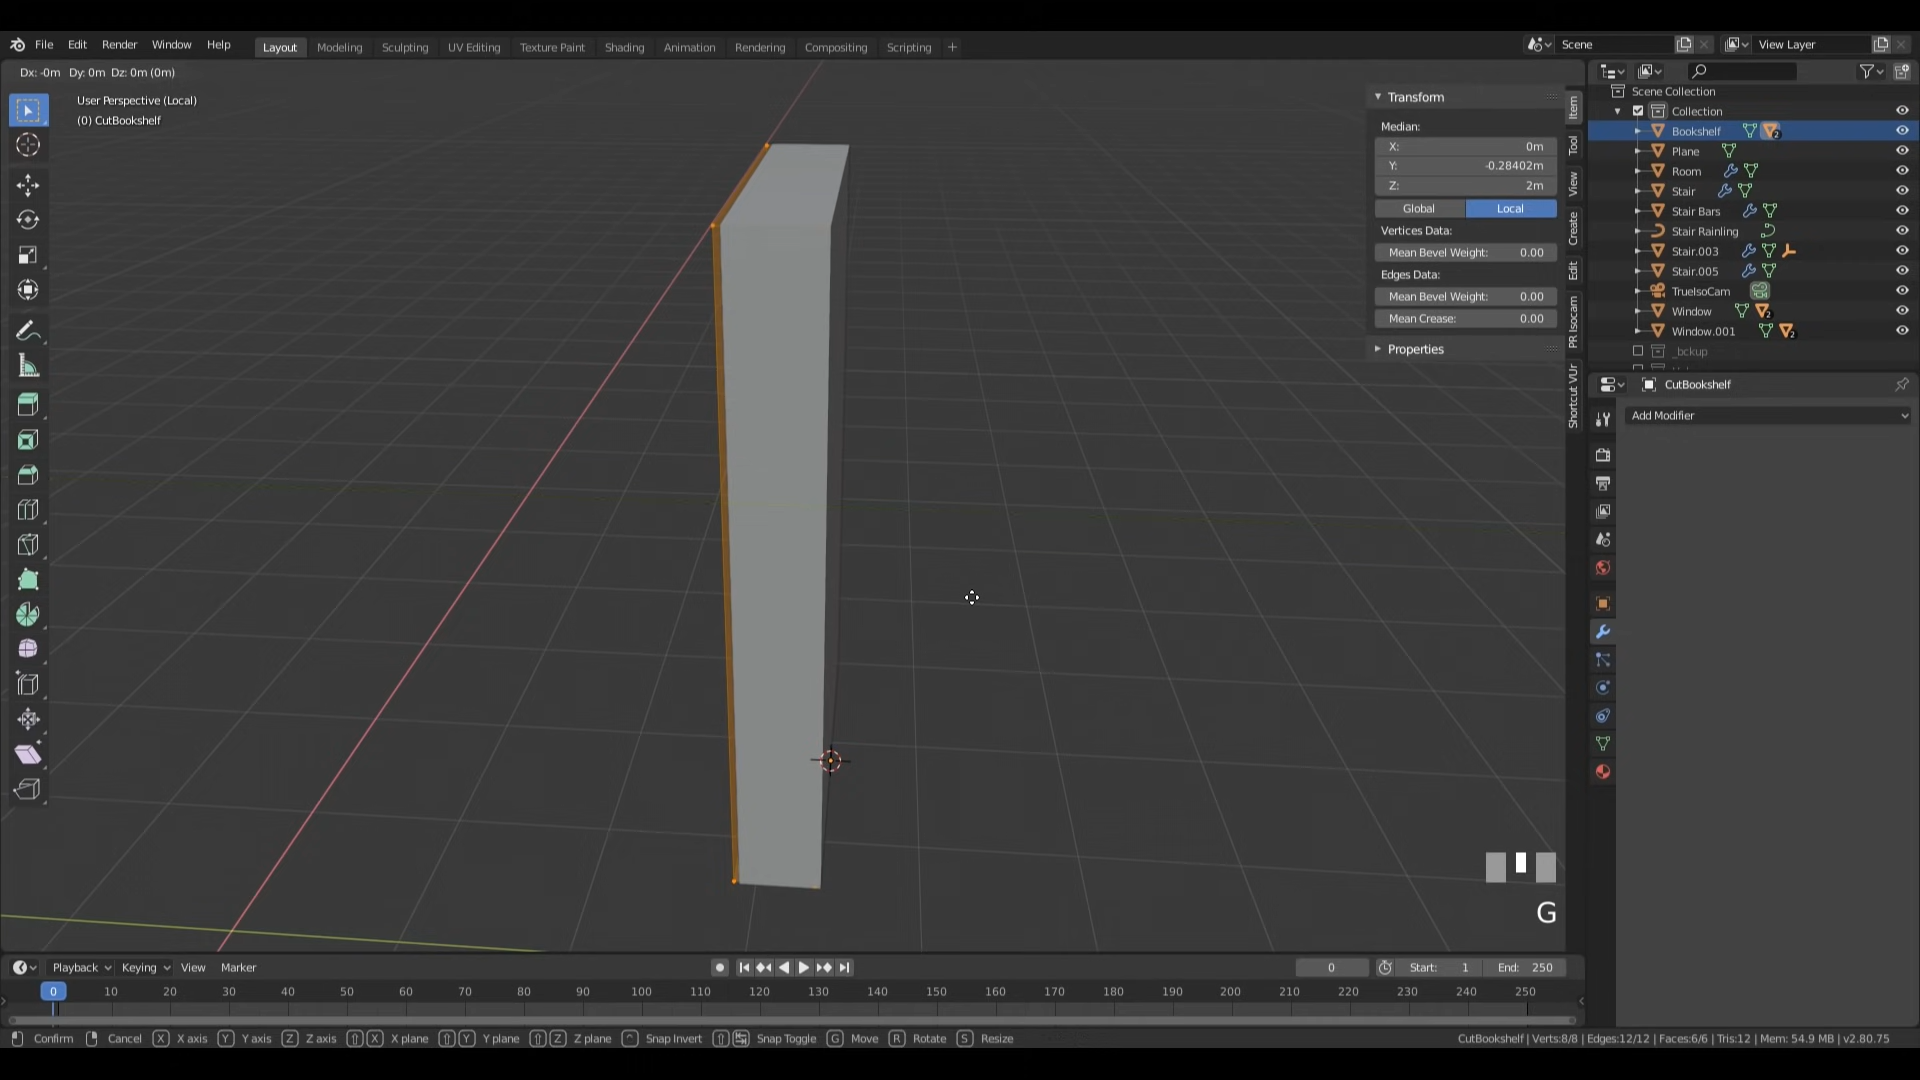 File Edit Render Window Help
Layout Modeling Sculpting UV Editing Texture Paint Shading Animation Rendering Compositing Scripting +
Scene
View Layer
Dx: -0m Dy: 0m Dz: 0m (0m)
User Perspective (Local)
(0) CutBookshelf
Transform
Median:
X: 0m
Y: -0.28402m
Z: 2m
Global Local
Vertices Data:
Mean Bevel Weight: 0.00
Edges Data:
Mean Bevel Weight: 0.00
Mean Crease: 0.00
Properties
Item
Tool
View
Create
Edit
PR Isocam
Shortcut VUr
Scene Collection
Collection
Bookshelf 2
Plane
Room
Stair
Stair Bars
Stair Rainling
Stair.003
Stair.005
TrueIsoCam
Window 2
Window.001 2
_bckup
CutBookshelf
Add Modifier
G
Playback Keying View Marker
0 Start: 1 End: 250
0 10 20 30 40 50 60 70 80 90 100 110 120 130 140 150 160 170 180 190 200 210 220 230 240 250
Confirm Cancel X X axis Y Y axis Z Z axis X X plane Y Y plane Z Z plane Snap Invert Snap Toggle G Move R Rotate S Resize
CutBookshelf | Verts:8/8 | Edges:12/12 | Faces:6/6 | Tris:12 | Mem: 54.9 MB | v2.80.75